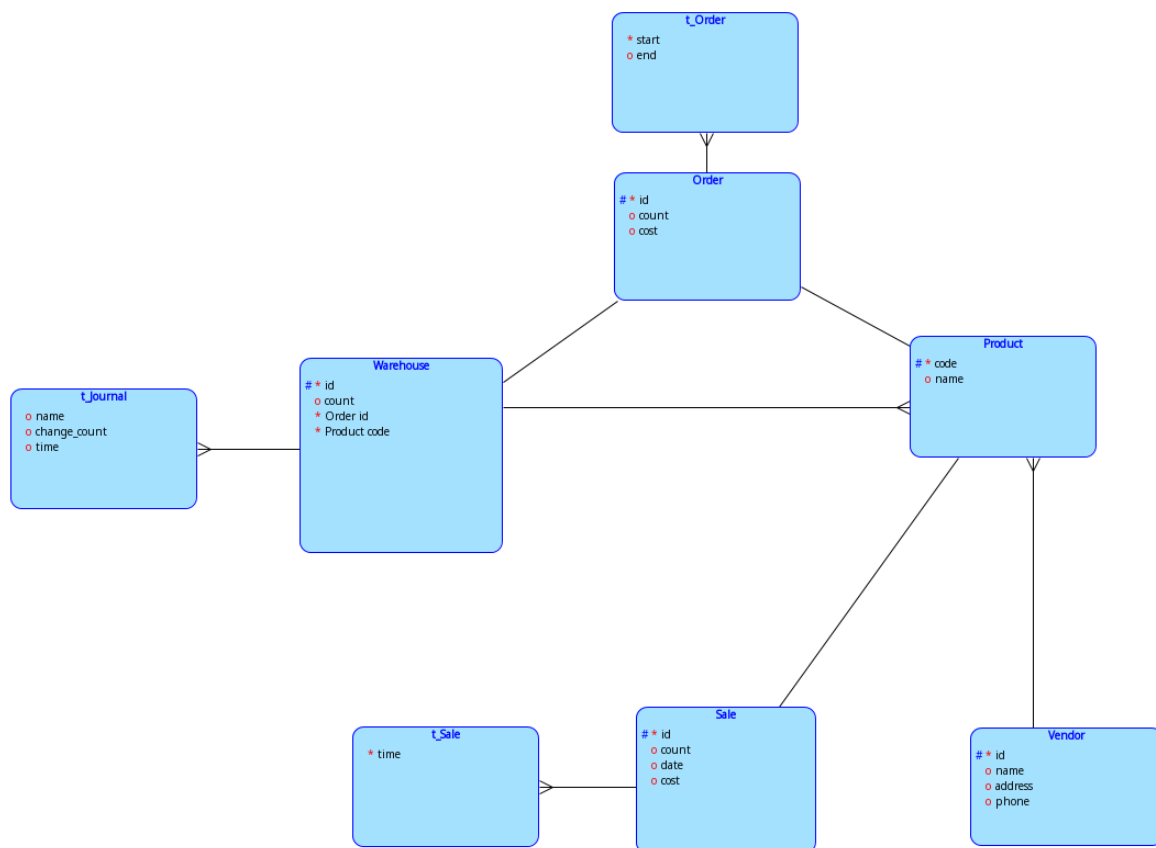 t_Order
* start
o end
Order
# * id
o count
o cost
Product
# * code
o name
Warehouse
# * id
o count
* Order id
* Product code
t_Journal
o name
o change_count
o time
Sale
# * id
o count
o date
o cost
t_Sale
* time
Vendor
# * id
o name
o address
o phone